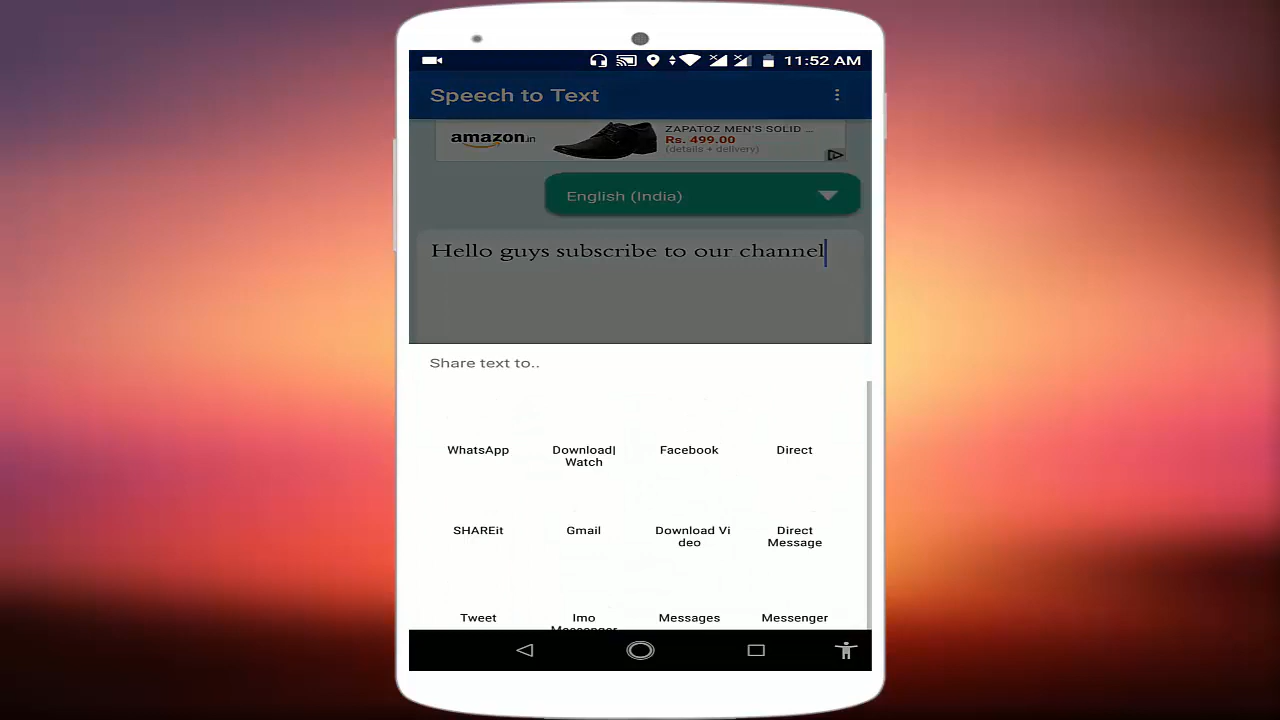 11:52 AM
Speech to Text
amazon.in
ZAPATOZ MEN'S SOLID ...
Rs. 499.00
(details + delivery)
English (India)
Hello guys subscribe to our channel
Share text to..
WhatsApp
Download|
Watch
Facebook
Direct
SHAREit
Gmail
Download Vi
deo
Direct
Message
Tweet
Imo
Messenger
Messages
Messenger